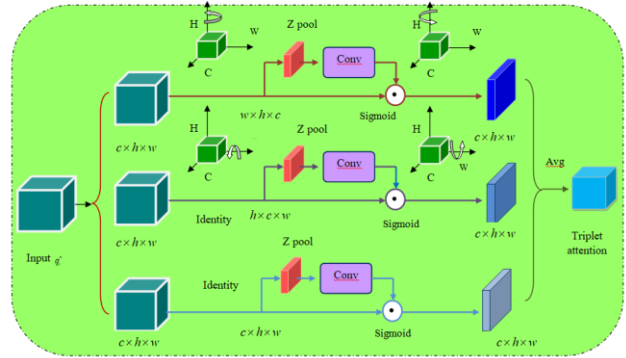 H
W
C
Z pool
Conv
H
W
C
c×h×w
w×h×c
Sigmoid
c×h×w
H
C
Z pool
Conv
H
C
w
Avg
Input
c×h×w
c×h×w
Identity
h×c×w
Sigmoid
c×h×w
Triplet
attention
Z pool
Identity
Conv
c×h×w
c×h×w
Sigmoid
c×h×w